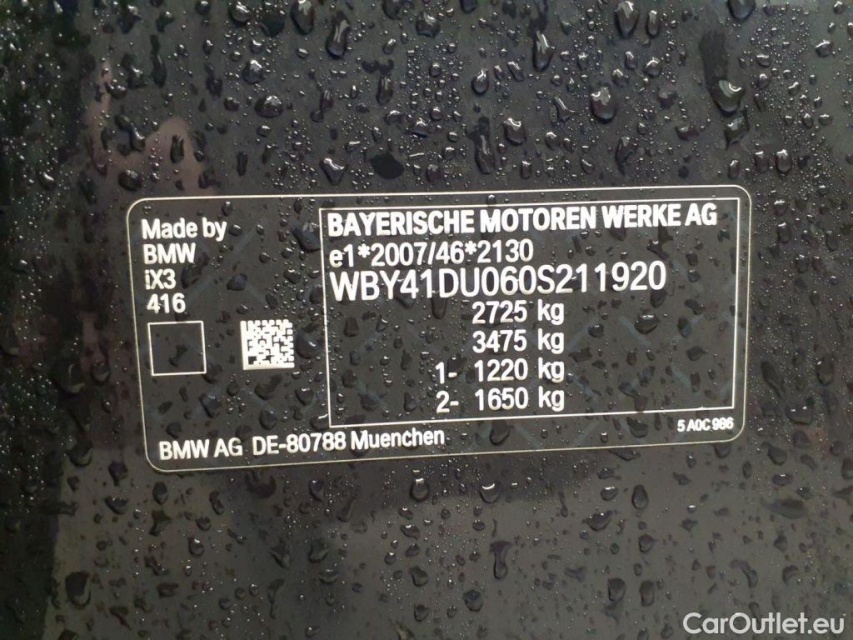 Made by
BMW
iX3
416
BAYERISCHE MOTOREN WERKE AG
e1*2007/46*2130
WBY41DU060S211920
2725 kg
3475 kg
1- 1220 kg
2- 1650 kg
BMW AG DE-80788 Muenchen
5 A0C 986
CarOutlet.eu